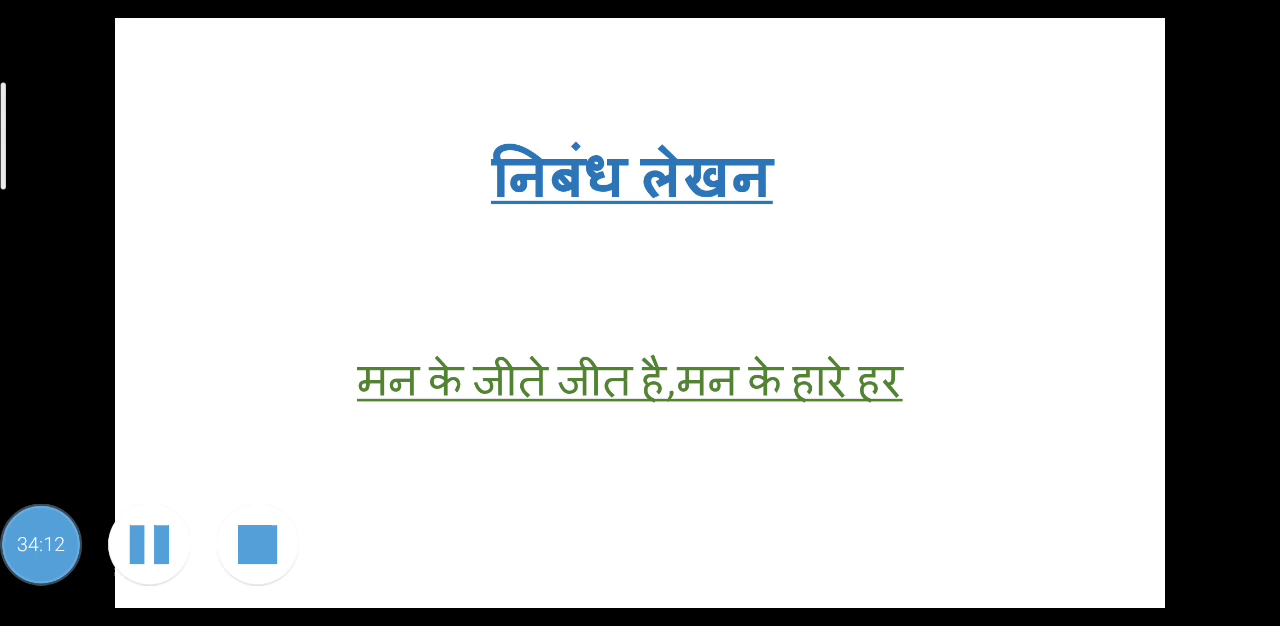 निबंध लेखन
मन के जीते जीत है,मन के हारे हर
34:12